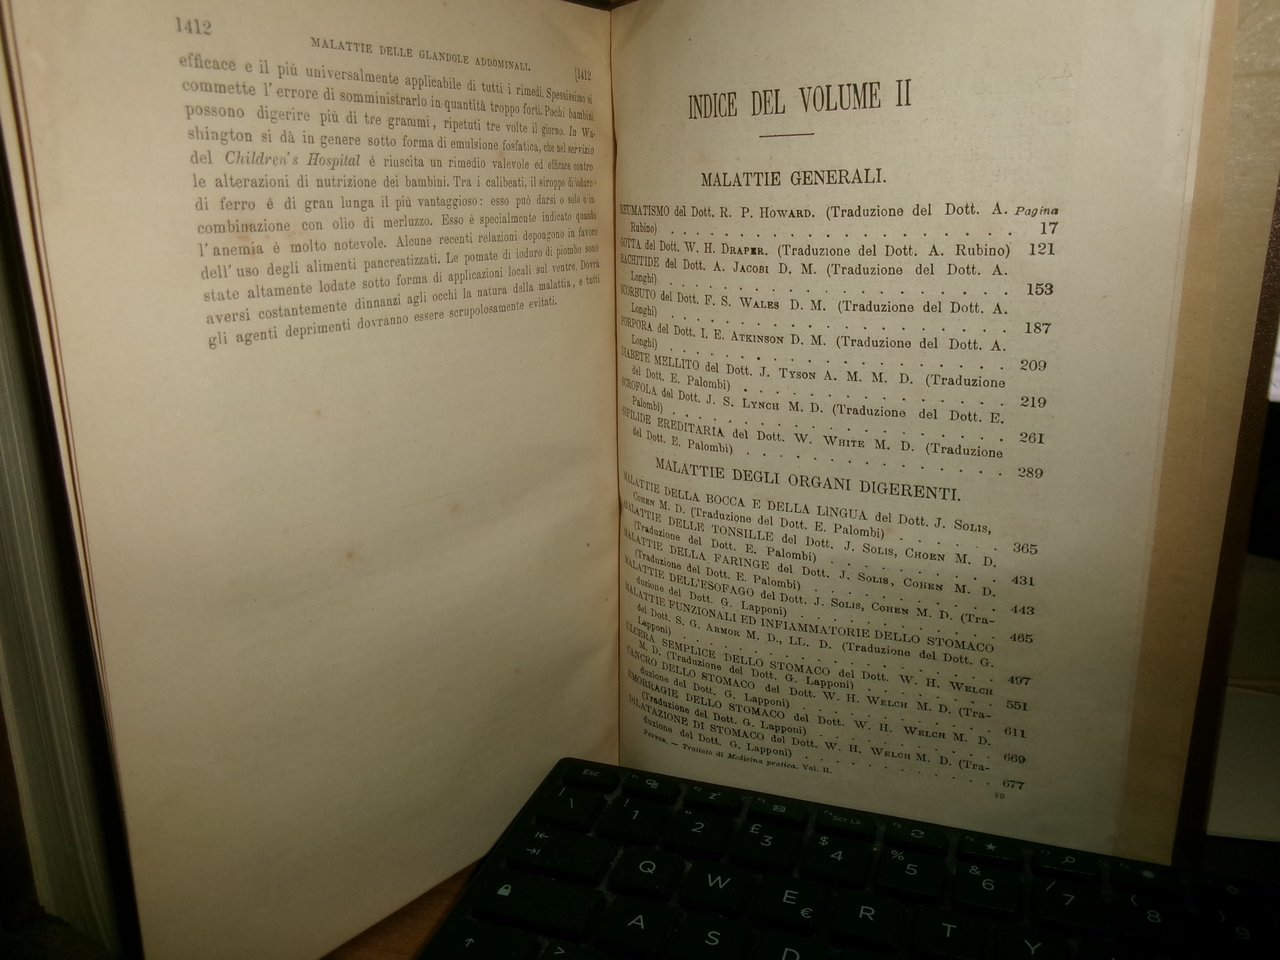 1412
MALATTIE DELLE GLANDOLE ADDOMINALI.
[1412
efficace e il più universalmente applicabile di tutti i rimedi. Spessissimo si
commette l'errore di somministrarlo in quantità troppo forti. Pochi bambini
possono digerire più di tre grammi, ripetuti tre volte il giorno. In Wa-
shington si dà in genere sotto forma di emulsione fosfatica, che nel servizio
del Children's Hospital è riuscita un rimedio valevole ed efficace contro
le alterazioni di nutrizione dei bambini. Tra i calibeati, il siroppo di ioduro
di ferro é di gran lunga il più vantaggioso: esso può darsi o solo o in
combinazione con olio di merluzzo. Esso è specialmente indicato quando
l'anemia è molto notevole. Alcune recenti relazioni depongono in favore
dell'uso degli alimenti pancreatizzati. Le pomate di ioduro di piombo sono
state altamente lodate sotto forma di applicazioni locali sul ventre. Dovrà
aversi costantemente dinnanzi agli occhi la natura della malattia, e tutti
gli agenti deprimenti dovranno essere scrupolosamente evitati.
INDICE DEL VOLUME II
MALATTIE GENERALI.
REUMATISMO del Dott. R. P. HOWARD. (Traduzione del Dott. A. Pagina
Rubino) . . . . . . . . . . . . . . . . . . 17
GOTTA del Dott. W. H. DRAPER. (Traduzione del Dott. A. Rubino) 121
RACHITIDE del Dott. A. JACOBI D. M. (Traduzione del Dott. A.
Longhi) . . . . . . . . . . . . . . . . . . 153
SCORBUTO del Dott. F. S. WALES D. M. (Traduzione del Dott. A.
Longhi) . . . . . . . . . . . . . . . . . . 187
PORPORA del Dott. I. E. ATKINSON D. M. (Traduzione del Dott. A.
Longhi) . . . . . . . . . . . . . . . . . . 209
DIABETE MELLITO del Dott. J. TYSON A. M. M. D. (Traduzione
del Dott. E. Palombi) . . . . . . . . . . . . . . 219
SCROFOLA del Dott. J. S. LYNCH M. D. (Traduzione del Dott. E.
Palombi) . . . . . . . . . . . . . . . . . . 261
SIFILIDE EREDITARIA del Dott. W. WHITE M. D. (Traduzione
del Dott. E. Palombi) . . . . . . . . . . . . . . 289
MALATTIE DEGLI ORGANI DIGERENTI.
MALATTIE DELLA BOCCA E DELLA LINGUA del Dott. J. SOLIS,
COHEN M. D. (Traduzione del Dott. E. Palombi) . . . . . . 365
MALATTIE DELLE TONSILLE del Dott. J. SOLIS, CHOEN M. D.
(Traduzione del Dott. E. Palombi) . . . . . . . . . . 431
MALATTIE DELLA FARINGE del Dott. J. SOLIS, COHEN M. D.
(Traduzione del Dott. E. Palombi) . . . . . . . . . . 443
MALATTIE DELL'ESOFAGO del Dott. J. SOLIS, COHEN M. D. (Tra-
duzione del Dott. G. Lapponi) . . . . . . . . . . . 465
MALATTIE FUNZIONALI ED INFIAMMATORIE DELLO STOMACO
del Dott. S. G. ARMOR M. D., LL. D. (Traduzione del Dott. G.
Lapponi) . . . . . . . . . . . . . . . . . . 497
ULCERA SEMPLICE DELLO STOMACO del Dott. W. H. WELCH
M. D. (Traduzione del Dott. G. Lapponi) . . . . . . . . 551
CANCRO DELLO STOMACO del Dott. W. H. WELCH M. D. (Tra-
duzione del Dott. G. Lapponi) . . . . . . . . . . . 611
EMORRAGIE DELLO STOMACO del Dott. W. H. WELCH M. D.
(Traduzione del Dott. G. Lapponi) . . . . . . . . . . 669
DILATAZIONE DI STOMACO del Dott. W. H. WELCH M. D. (Tra-
duzione del Dott. G. Lapponi) . . . . . . . . . . . 677
PEPPER. — Trattato di Medicina pratica. Vol. II.
80
Esc
Scr Lk
| \
! 1
" 2
£ 3
$ 4
% 5
& 6
/ 7
( 8
) 9
Q W E € R T Y
A S D
>